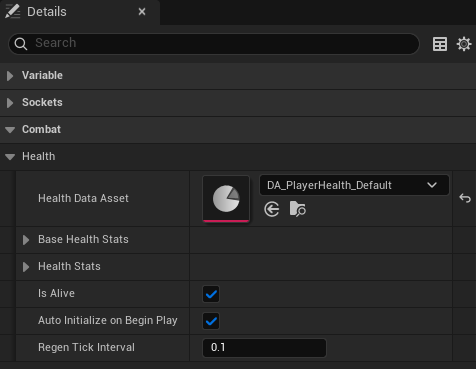 Details
Search
Variable
Sockets
Combat
Health
Health Data Asset
DA_PlayerHealth_Default
Base Health Stats
Health Stats
Is Alive
Auto Initialize on Begin Play
Regen Tick Interval
0.1